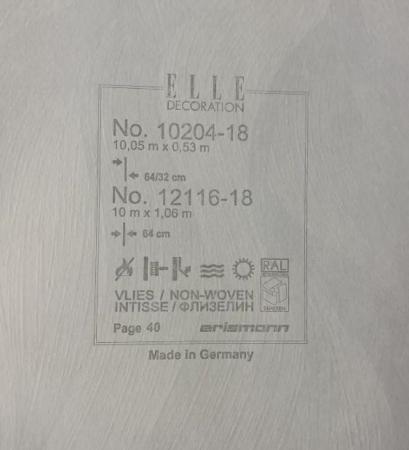 ELLE
DECORATION
No. 10204-18
10,05 m x 0,53 m
64/32 cm
No. 12116-18
10 m x 1,06 m
64 cm
RAL
VLIES / NON-WOVEN
INTISSE / ФЛИЗЕЛИН
Page 40
erismann
Made in Germany